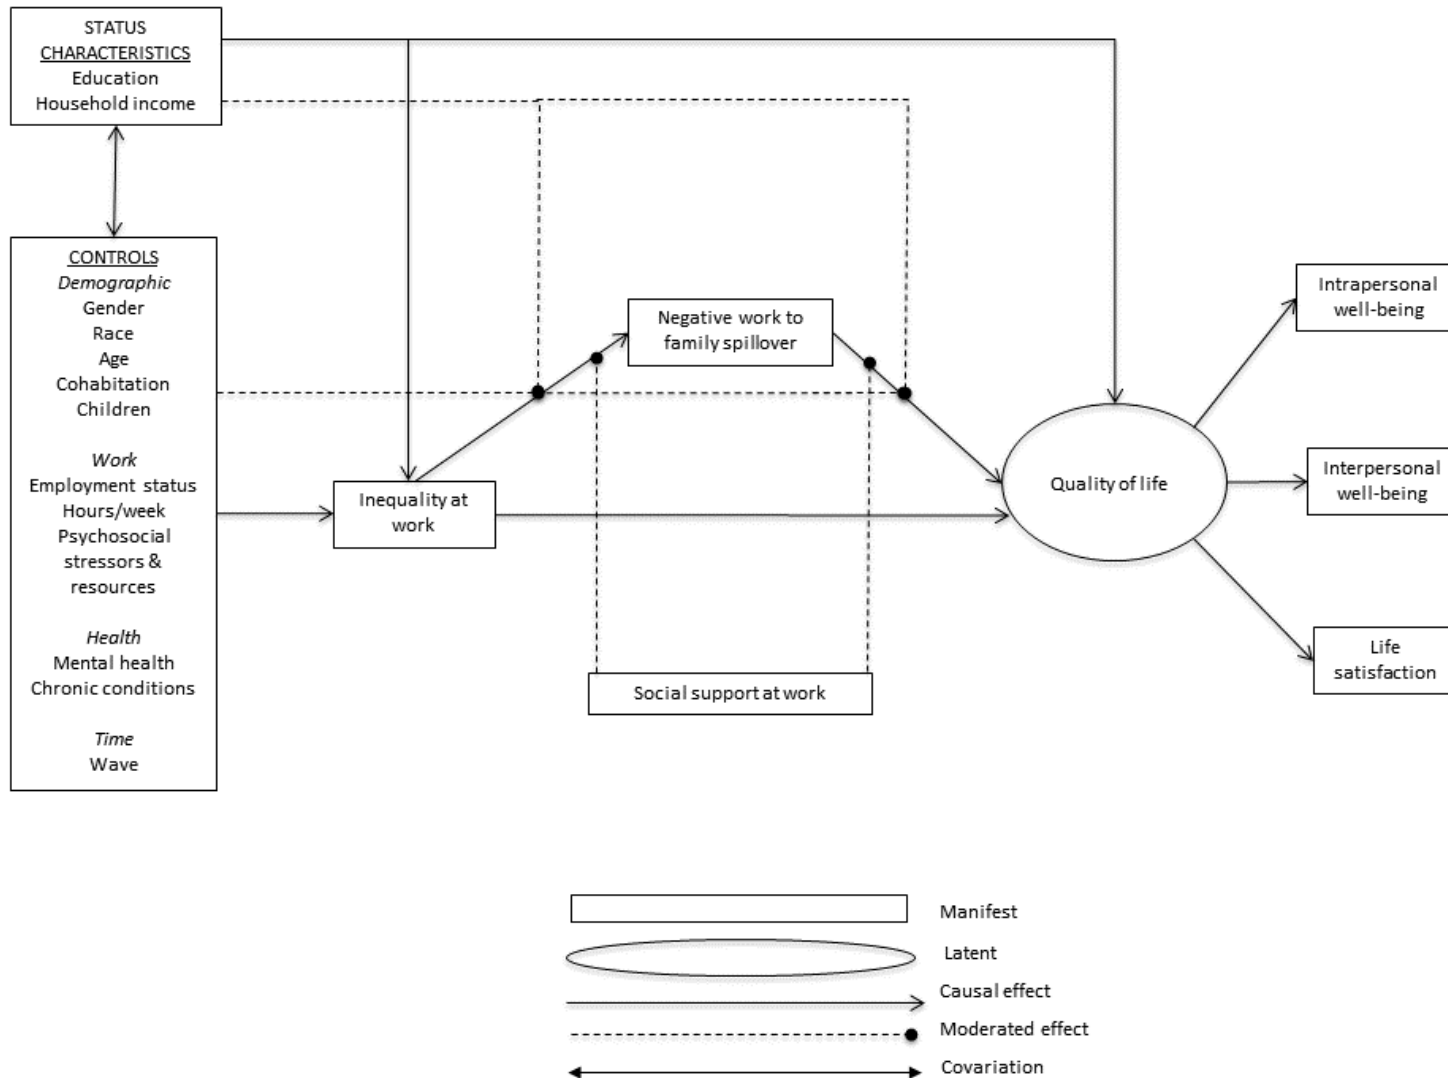 STATUS
CHARACTERISTICS
Education
Household income
CONTROLS
Demographic
Gender
Race
Age
Cohabitation
Children
Work
Employment status
Hours/week
Psychosocial
stressors &
resources
Health
Mental health
Chronic conditions
Time
Wave
Inequality at
work
Negative work to
family spillover
Social support at work
Quality of life
Intrapersonal
well-being
Interpersonal
well-being
Life
satisfaction
Manifest
Latent
Causal effect
Moderated effect
Covariation